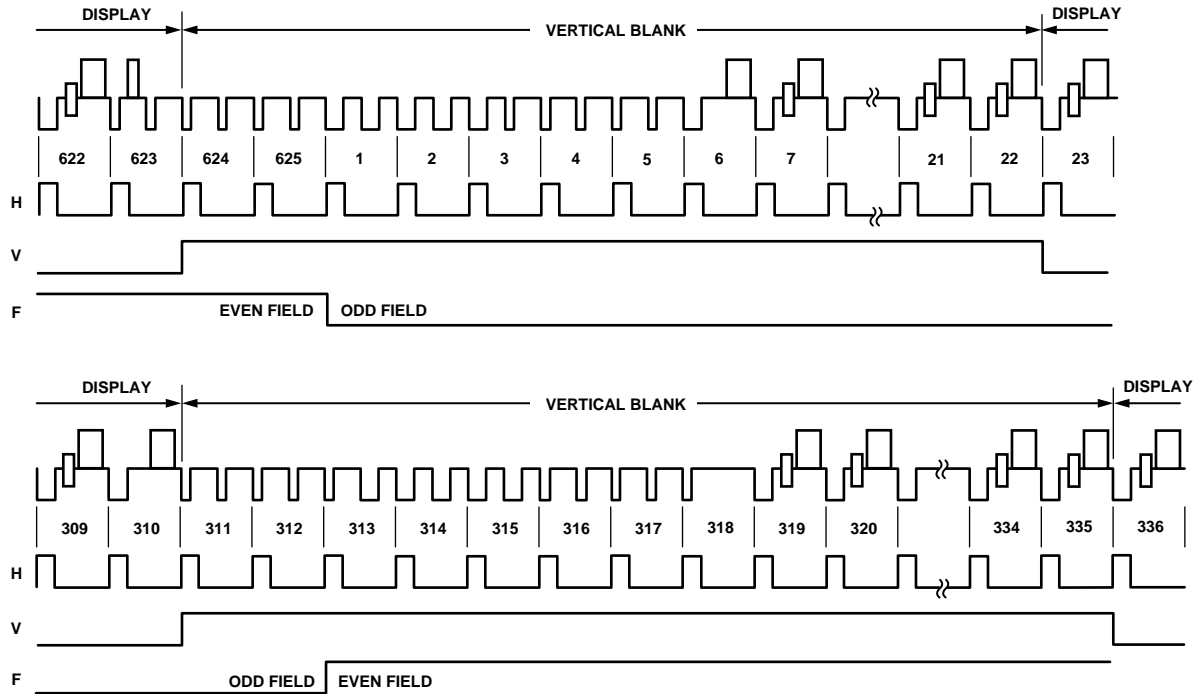 DISPLAY VERTICAL BLANK DISPLAY
622 623 624 625 1 2 3 4 5 6 7 21 22 23
H
V
F EVEN FIELD ODD FIELD
DISPLAY VERTICAL BLANK DISPLAY
309 310 311 312 313 314 315 316 317 318 319 320 334 335 336
H
V
F ODD FIELD EVEN FIELD